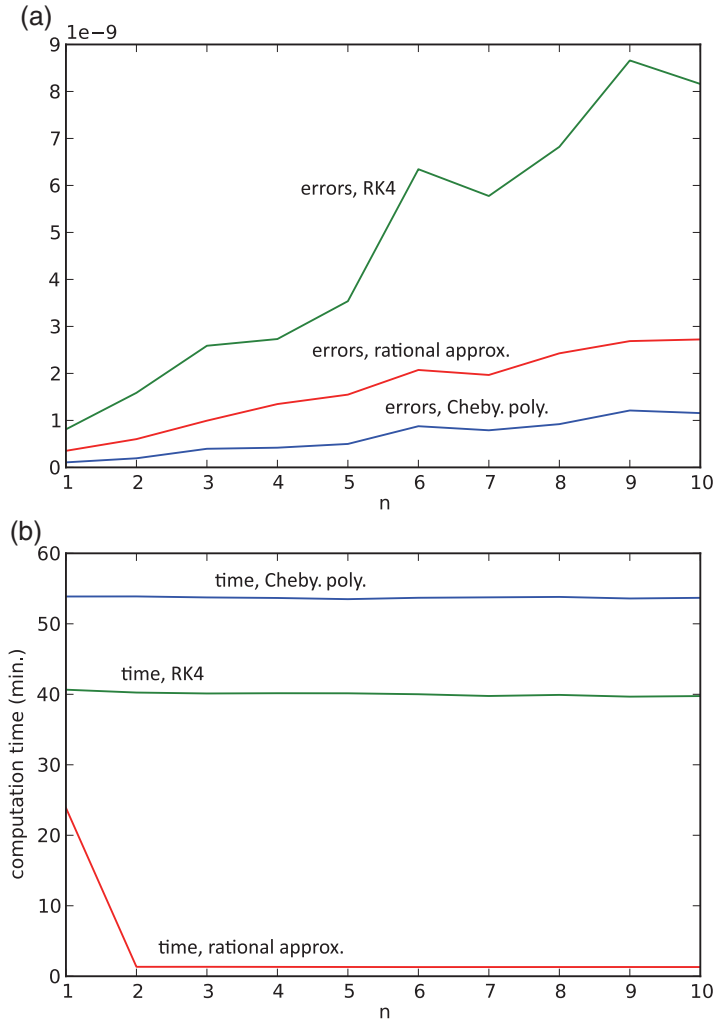 (a)
1e−9
9
8
7
6
5
4
3
2
1
0
errors, RK4
errors, rational approx.
errors, Cheby. poly.
1 2 3 4 5 6 7 8 9 10
n
(b)
60
50
40
30
20
10
0
computation time (min.)
time, Cheby. poly.
time, RK4
time, rational approx.
1 2 3 4 5 6 7 8 9 10
n